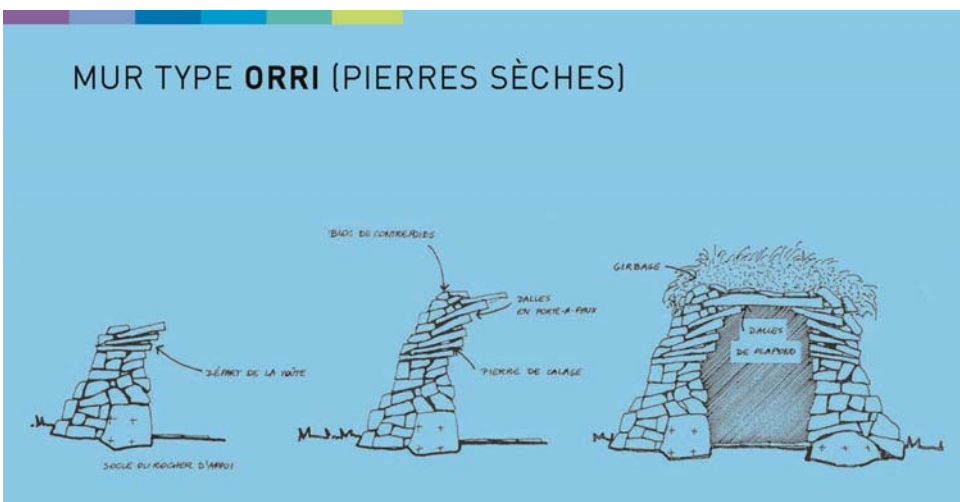 MUR TYPE ORRI (PIERRES SÈCHES)
DÉPART DE LA VOÛTE
SOCLE OU ROCHER D'APPUI
BLOC DE CONTREPOIDS
DALLES
EN PORTE-À-FAUX
PIERRE DE CALAGE
GIRBAGE
DALLES
DE PLAFOND